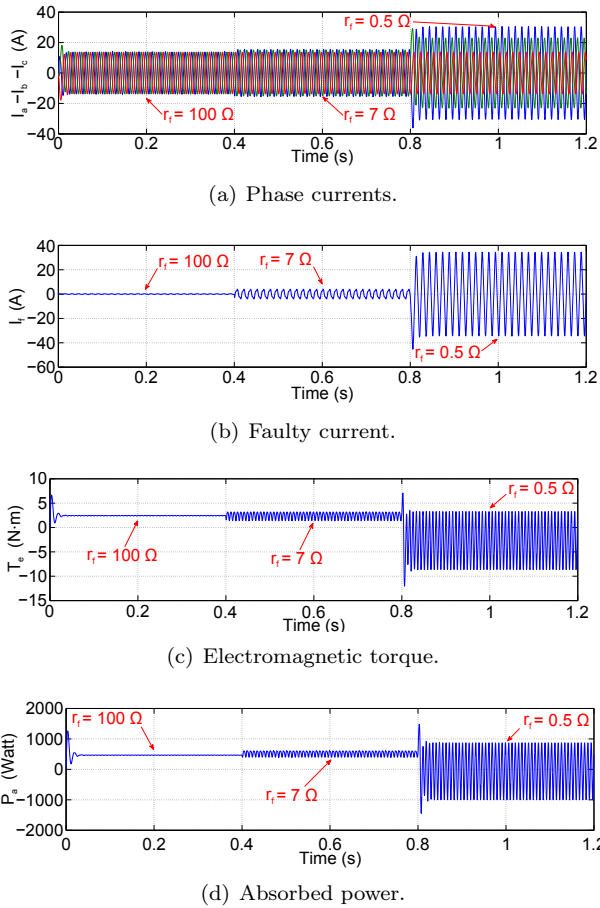 I_a −I_b −I_c (A)
40
20
0
−20
−40
r_f = 0.5 Ω
r_f = 100 Ω
r_f = 7 Ω
0 0.2 0.4 0.6 0.8 1 1.2
Time (s)
(a) Phase currents.
I_f (A)
40
20
0
−20
−40
−60
r_f = 100 Ω
r_f = 7 Ω
r_f = 0.5 Ω
0 0.2 0.4 0.6 0.8 1 1.2
Time (s)
(b) Faulty current.
T_e (N·m)
10
5
0
−5
−10
−15
r_f = 0.5 Ω
r_f = 100 Ω
r_f = 7 Ω
0 0.2 0.4 0.6 0.8 1 1.2
Time (s)
(c) Electromagnetic torque.
P_a (Watt)
2000
1000
0
−1000
−2000
r_f = 100 Ω
r_f = 0.5 Ω
r_f = 7 Ω
0 0.2 0.4 0.6 0.8 1 1.2
Time (s)
(d) Absorbed power.